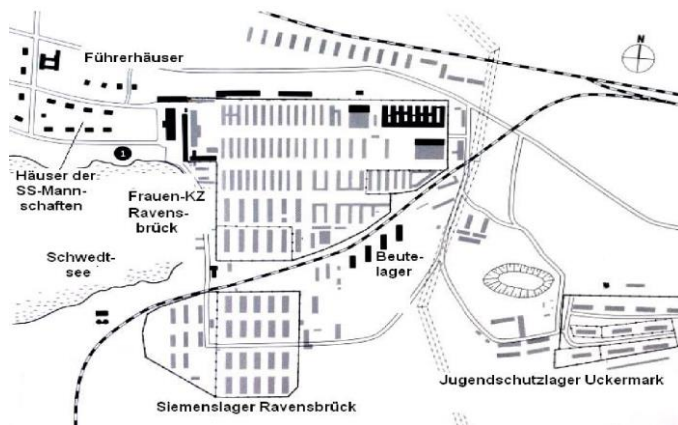 N
Führerhäuser
1
Häuser der
SS-Mann-
schaften
Frauen-KZ
Ravens-
brück
Schwedt-
see
Beute-
lager
Jugendschutzlager Uckermark
Siemenslager Ravensbrück